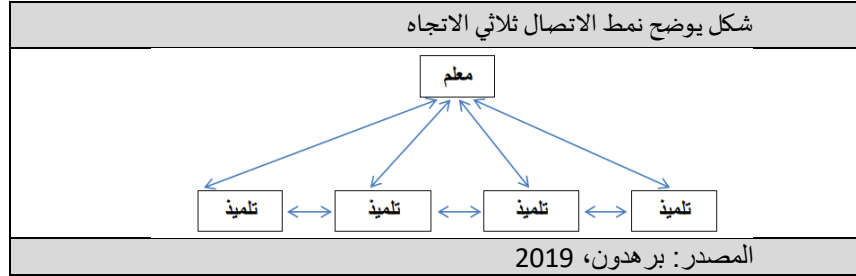 شكل يوضح نمط الاتصال ثلاثي الاتجاه
معلم
تلميذ
تلميذ
تلميذ
تلميذ
المصدر: برهدون، 2019